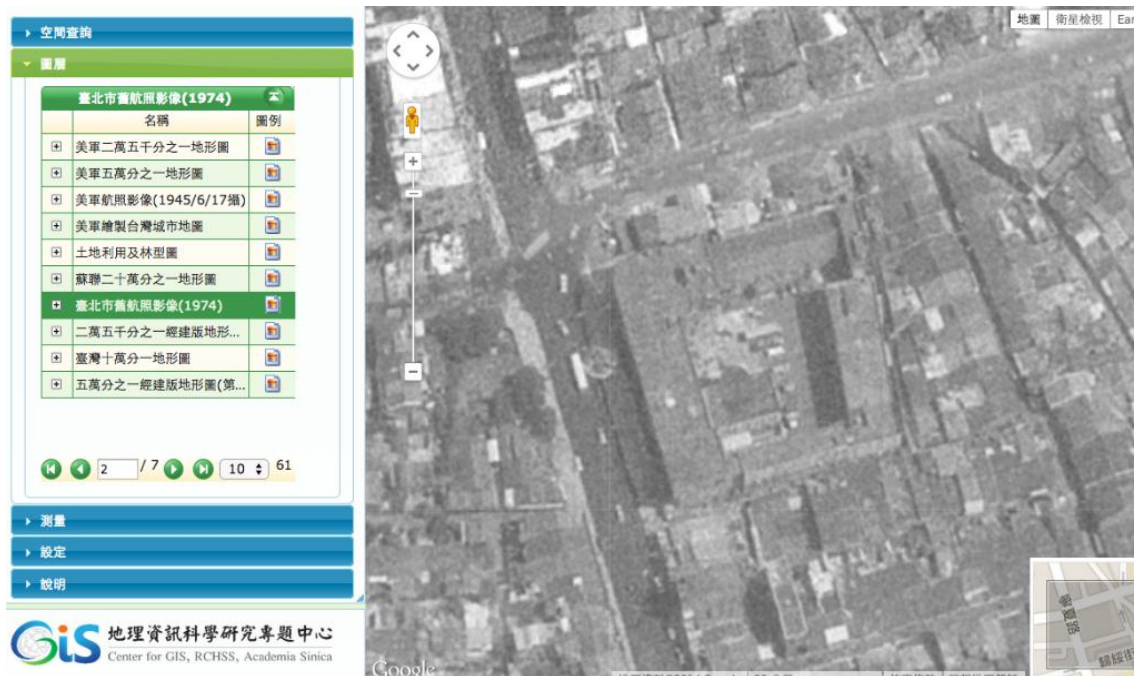 空間查詢
圖層
臺北市舊航照影像(1974)
名稱 圖例
美軍二萬五千分之一地形圖
美軍五萬分之一地形圖
美軍航照影像(1945/6/17攝)
美軍繪製台灣城市地圖
土地利用及林型圖
蘇聯二十萬分之一地形圖
臺北市舊航照影像(1974)
二萬五千分之一經建版地形...
臺灣十萬分一地形圖
五萬分之一經建版地形圖(第...
2 / 7 10 61
測量
設定
說明
GiS 地理資訊科學研究專題中心
Center for GIS, RCHSS, Academia Sinica
地圖 衛星檢視 Ear
Google
寧夏路
歸綏街